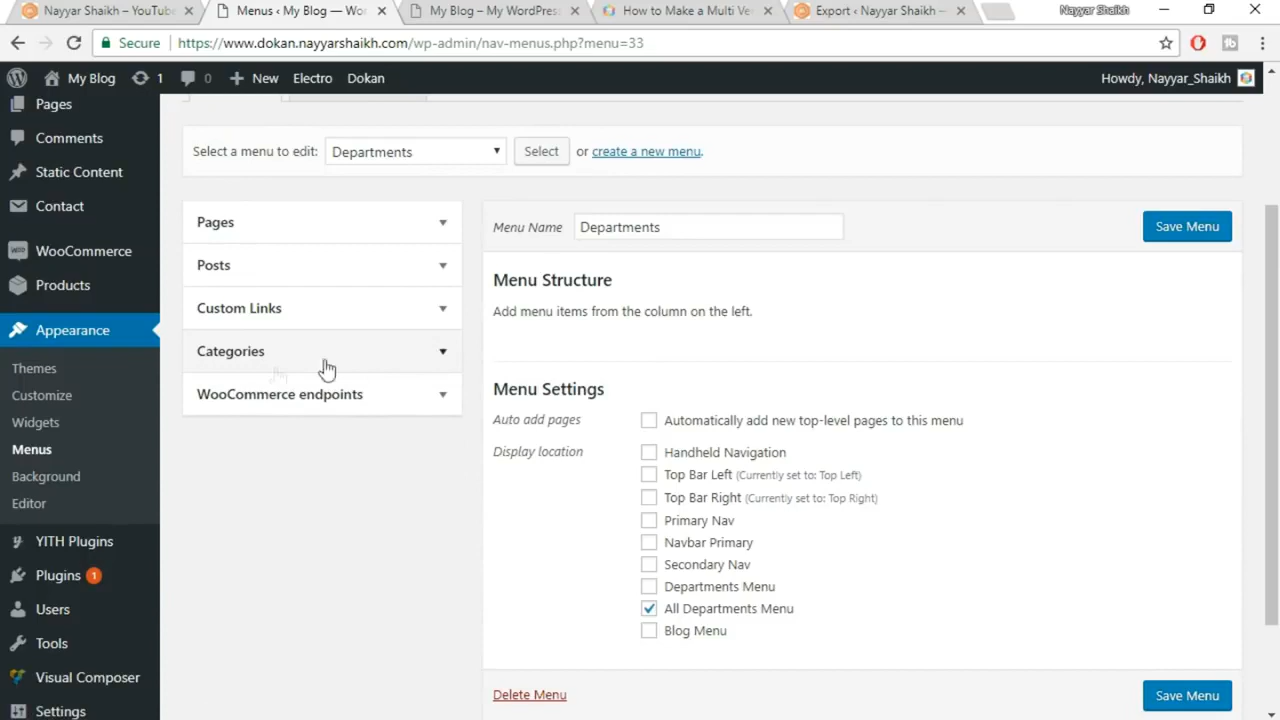 Nayyar Shaikh – YouTube
Menus ‹ My Blog — Wo
My Blog – My WordPress
How to Make a Multi Ve
Export ‹ Nayyar Shaikh —
Nayyar Shaikh
Secure
https://www.dokan.nayyarshaikh.com/wp-admin/nav-menus.php?menu=33
My Blog
1
0
New
Electro
Dokan
Howdy, Nayyar_Shaikh
Pages
Comments
Static Content
Contact
WooCommerce
Products
Appearance
Themes
Customize
Widgets
Menus
Background
Editor
YITH Plugins
Plugins 1
Users
Tools
Visual Composer
Settings
Select a menu to edit: Departments Select or create a new menu.
Pages
Posts
Custom Links
Categories
WooCommerce endpoints
Menu Name Departments Save Menu
Menu Structure
Add menu items from the column on the left.
Menu Settings
Auto add pages Automatically add new top-level pages to this menu
Display location Handheld Navigation
Top Bar Left (Currently set to: Top Left)
Top Bar Right (Currently set to: Top Right)
Primary Nav
Navbar Primary
Secondary Nav
Departments Menu
All Departments Menu
Blog Menu
Delete Menu Save Menu